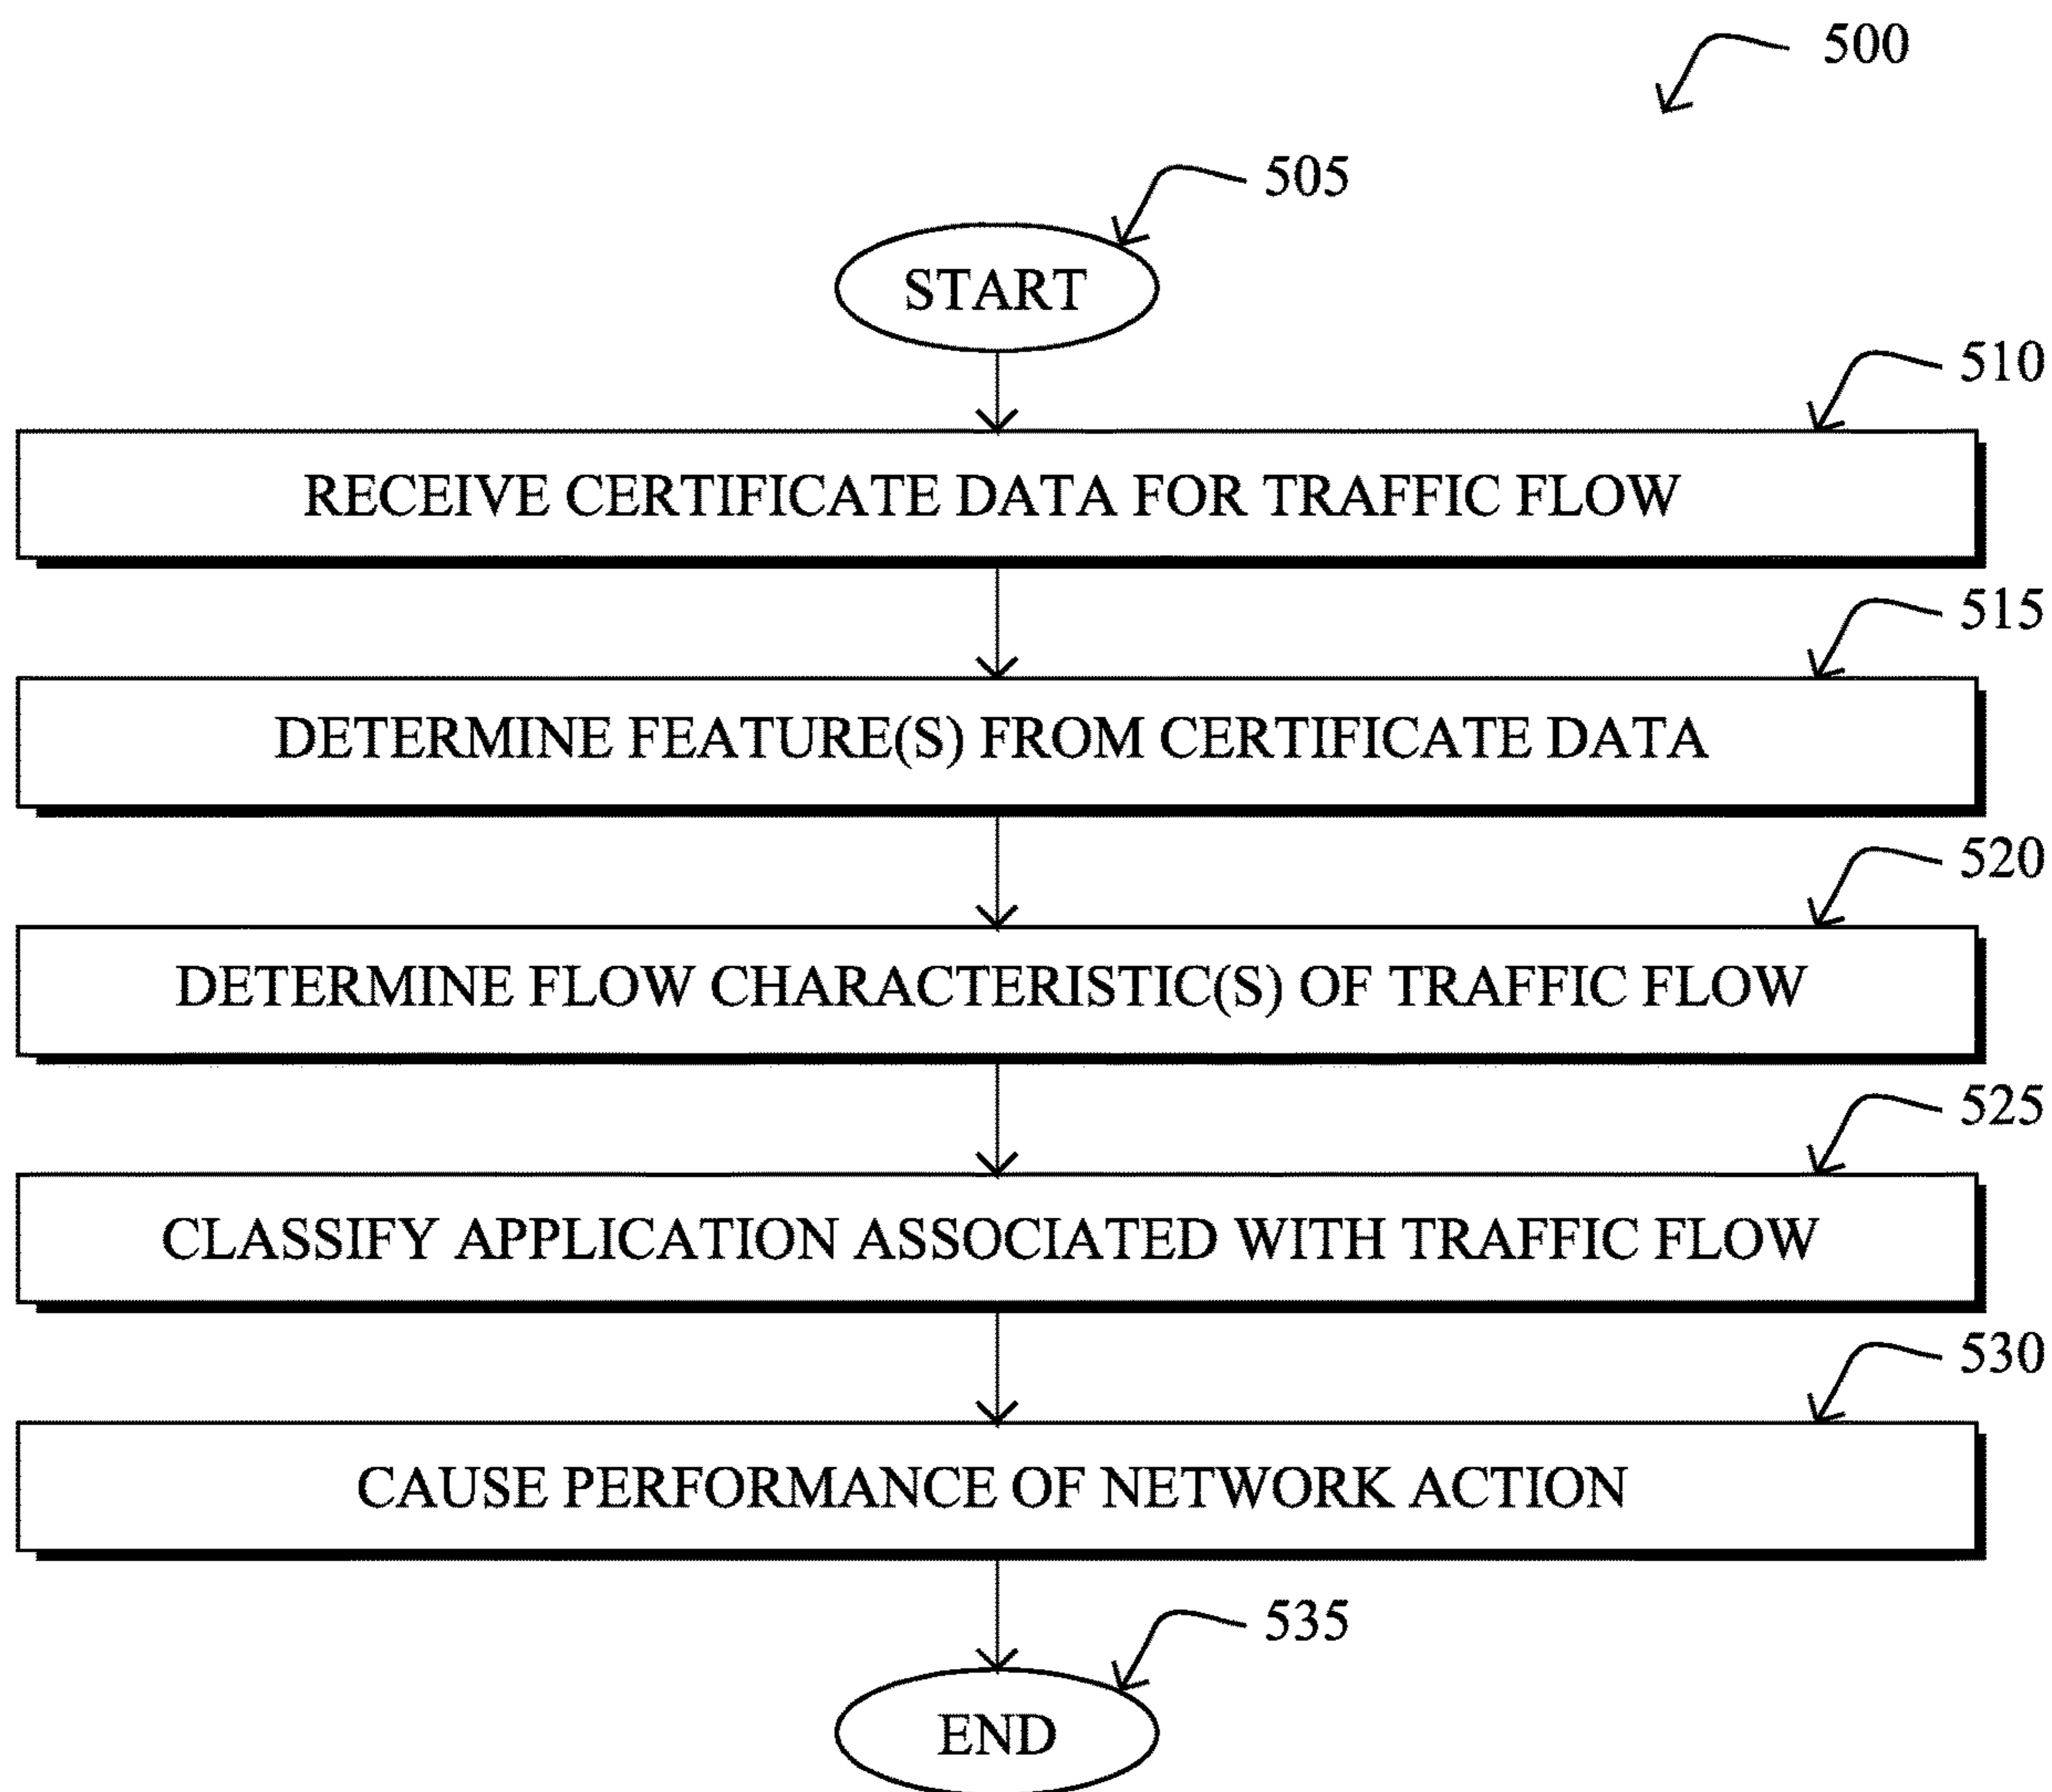 500
505
START
510
RECEIVE CERTIFICATE DATA FOR TRAFFIC FLOW
515
DETERMINE FEATURE(S) FROM CERTIFICATE DATA
520
DETERMINE FLOW CHARACTERISTIC(S) OF TRAFFIC FLOW
525
CLASSIFY APPLICATION ASSOCIATED WITH TRAFFIC FLOW
530
CAUSE PERFORMANCE OF NETWORK ACTION
535
END